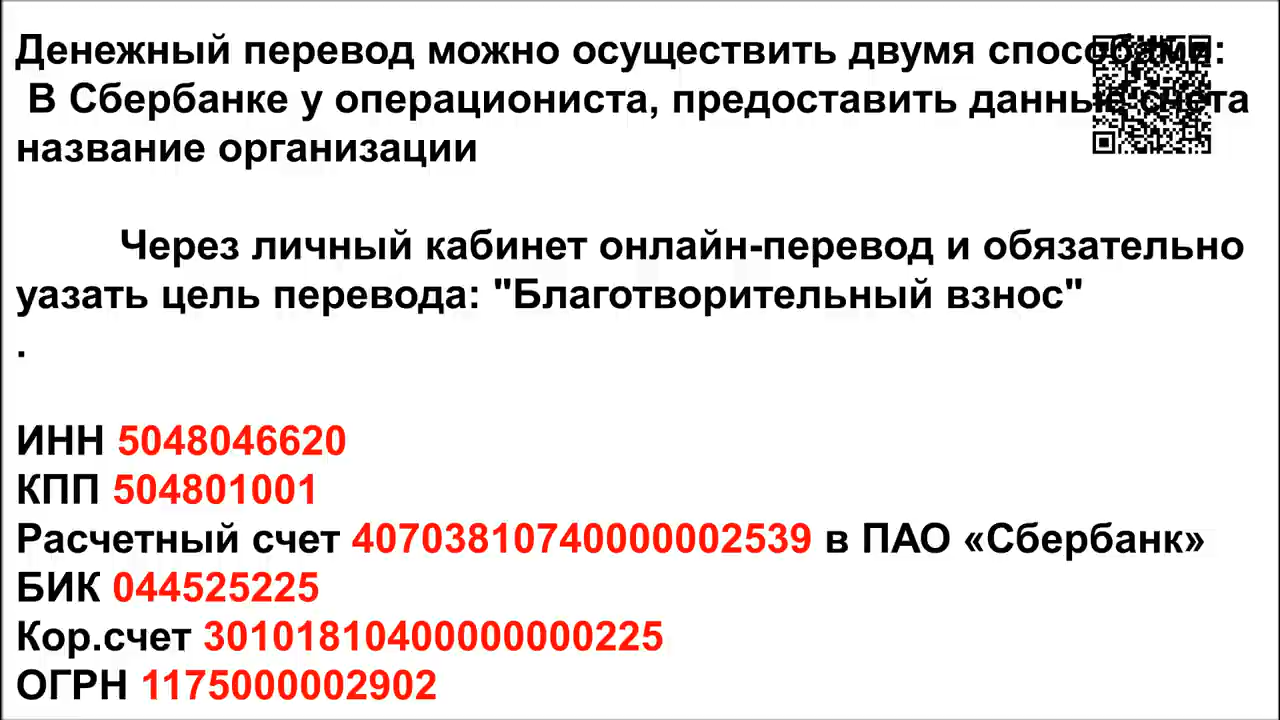 Денежный перевод можно осуществить двумя способами:
В Сбербанке у операциониста, предоставить данные счета
название организации
Через личный кабинет онлайн-перевод и обязательно
уазать цель перевода: "Благотворительный взнос"
.
ИНН 5048046620
КПП 504801001
Расчетный счет 40703810740000002539 в ПАО «Сбербанк»
БИК 044525225
Кор.счет 30101810400000000225
ОГРН 1175000002902